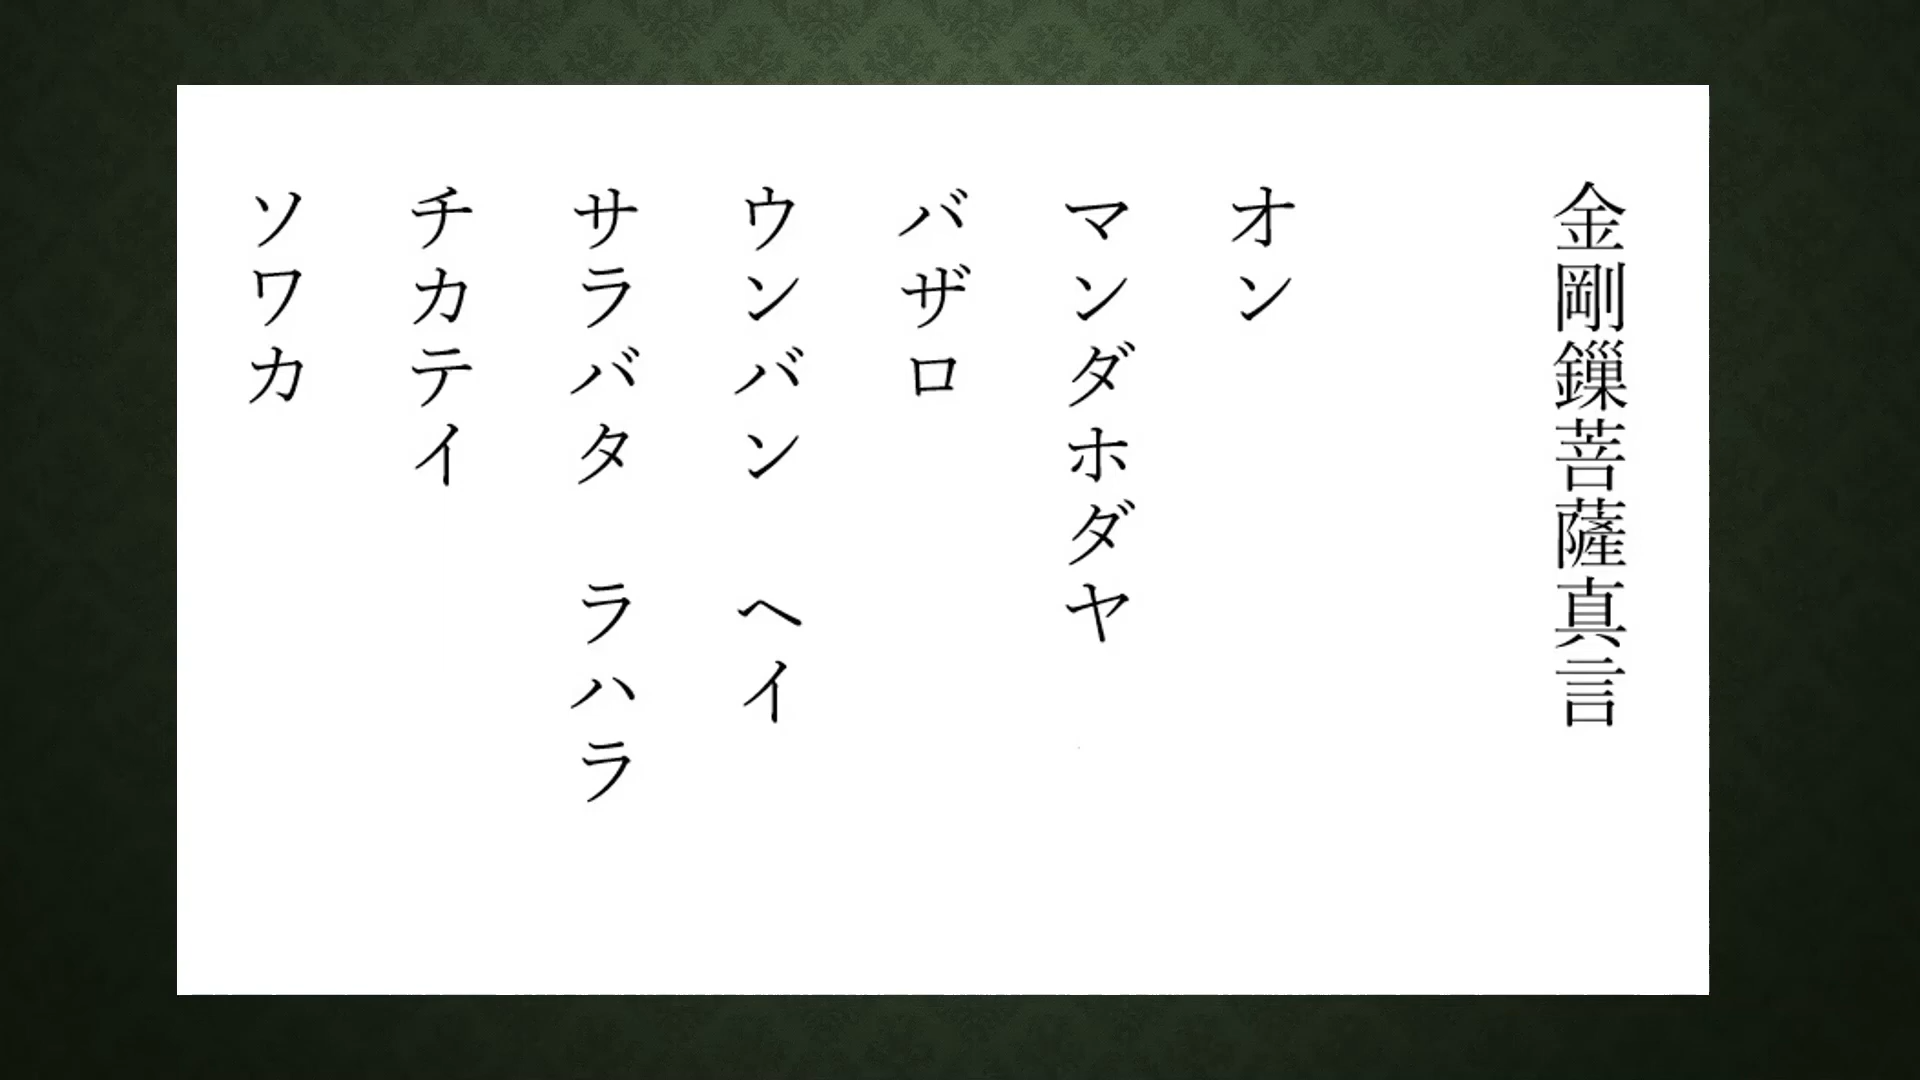 金剛鏁菩薩真言
オン
マンダホダヤ
バザロ
ウンバン　ヘイ
サラバタ　ラハラ
チカテイ
ソワカ